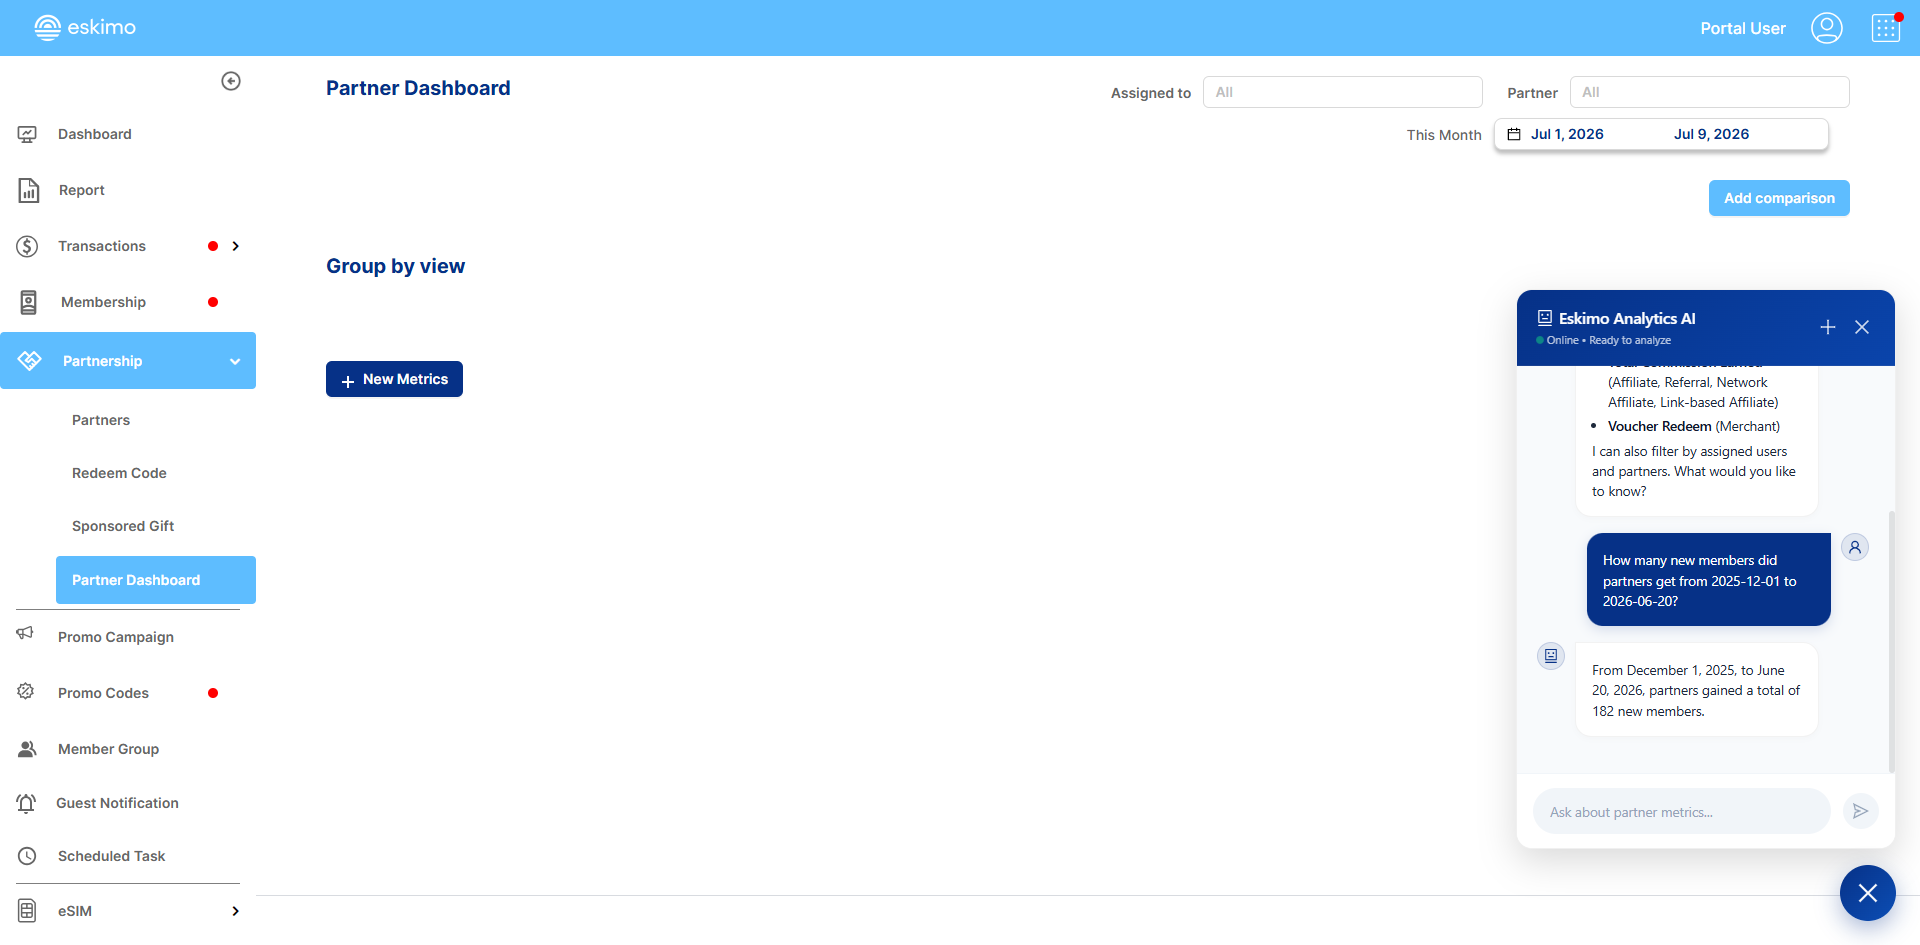 eskimo
Portal User
Partner Dashboard
Assigned to
All
Partner
All
This Month
Jul 1, 2026
Jul 9, 2026
Add comparison
Group by view
New Metrics
Dashboard
Report
Transactions
Membership
Partnership
Partners
Redeem Code
Sponsored Gift
Partner Dashboard
Promo Campaign
Promo Codes
Member Group
Guest Notification
Scheduled Task
eSIM
Eskimo Analytics AI
Online • Ready to analyze
(Affiliate, Referral, Network
Affiliate, Link-based Affiliate)
• Voucher Redeem (Merchant)
I can also filter by assigned users
and partners. What would you like
to know?
How many new members did
partners get from 2025-12-01 to
2026-06-20?
From December 1, 2025, to June
20, 2026, partners gained a total of
182 new members.
Ask about partner metrics...